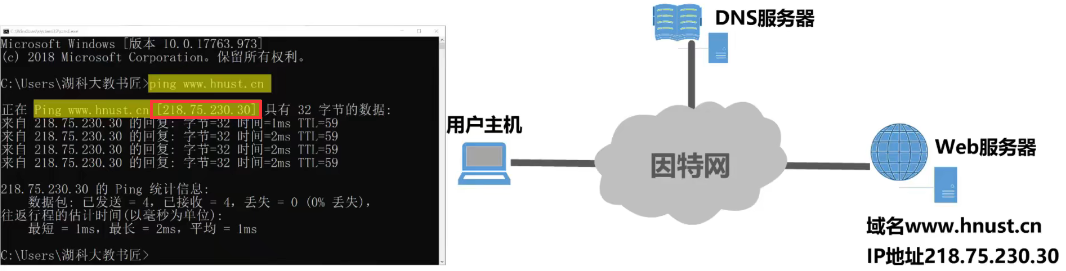 Microsoft Windows [版本 10.0.17763.973]
(c) 2018 Microsoft Corporation。保留所有权利。
C:\Users\湖科大教书匠>ping www.hnust.cn
正在 Ping www.hnust.cn [218.75.230.30] 具有 32 字节的数据:
来自 218.75.230.30 的回复: 字节=32 时间=1ms TTL=59
来自 218.75.230.30 的回复: 字节=32 时间=2ms TTL=59
来自 218.75.230.30 的回复: 字节=32 时间=2ms TTL=59
来自 218.75.230.30 的回复: 字节=32 时间=2ms TTL=59
218.75.230.30 的 Ping 统计信息:
数据包: 已发送 = 4，已接收 = 4，丢失 = 0 (0% 丢失)，
往返行程的估计时间(以毫秒为单位):
最短 = 1ms，最长 = 2ms，平均 = 1ms
C:\Users\湖科大教书匠>
DNS服务器
用户主机
因特网
Web服务器
域名www.hnust.cn
IP地址218.75.230.30